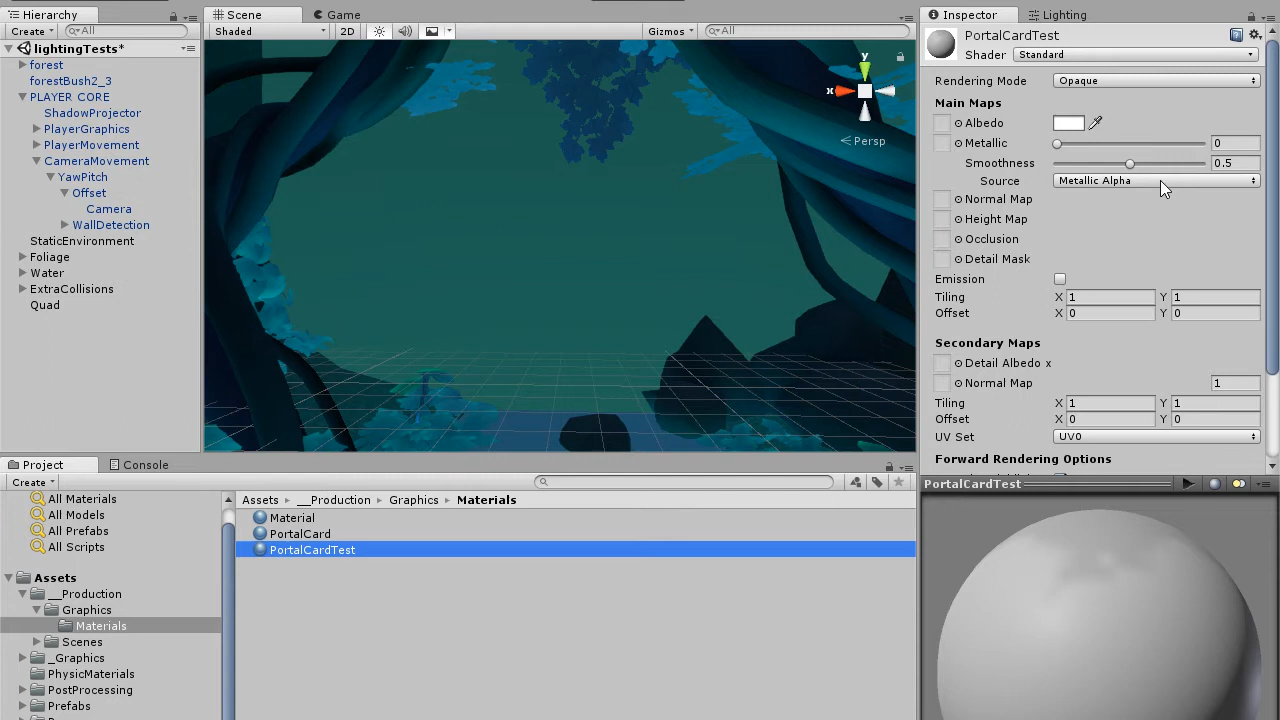 Hierarchy
Create
All
lightingTests*
forest
forestBush2_3
PLAYER CORE
ShadowProjector
PlayerGraphics
PlayerMovement
CameraMovement
YawPitch
Offset
Camera
WallDetection
StaticEnvironment
Foliage
Water
ExtraCollisions
Quad
Scene
Game
Shaded
2D
Gizmos
All
y
x
Persp
Inspector
Lighting
PortalCardTest
Shader
Standard
Rendering Mode
Opaque
Main Maps
Albedo
Metallic
0
Smoothness
0.5
Source
Metallic Alpha
Normal Map
Height Map
Occlusion
Detail Mask
Emission
Tiling
X 1
Y 1
Offset
X 0
Y 0
Secondary Maps
Detail Albedo x
Normal Map
1
Tiling
X 1
Y 1
Offset
X 0
Y 0
UV Set
UV0
Forward Rendering Options
PortalCardTest
Project
Console
Create
All Materials
All Models
All Prefabs
All Scripts
Assets
__Production
Graphics
Materials
Scenes
_Graphics
PhysicMaterials
PostProcessing
Prefabs
Assets
__Production
Graphics
Materials
Material
PortalCard
PortalCardTest